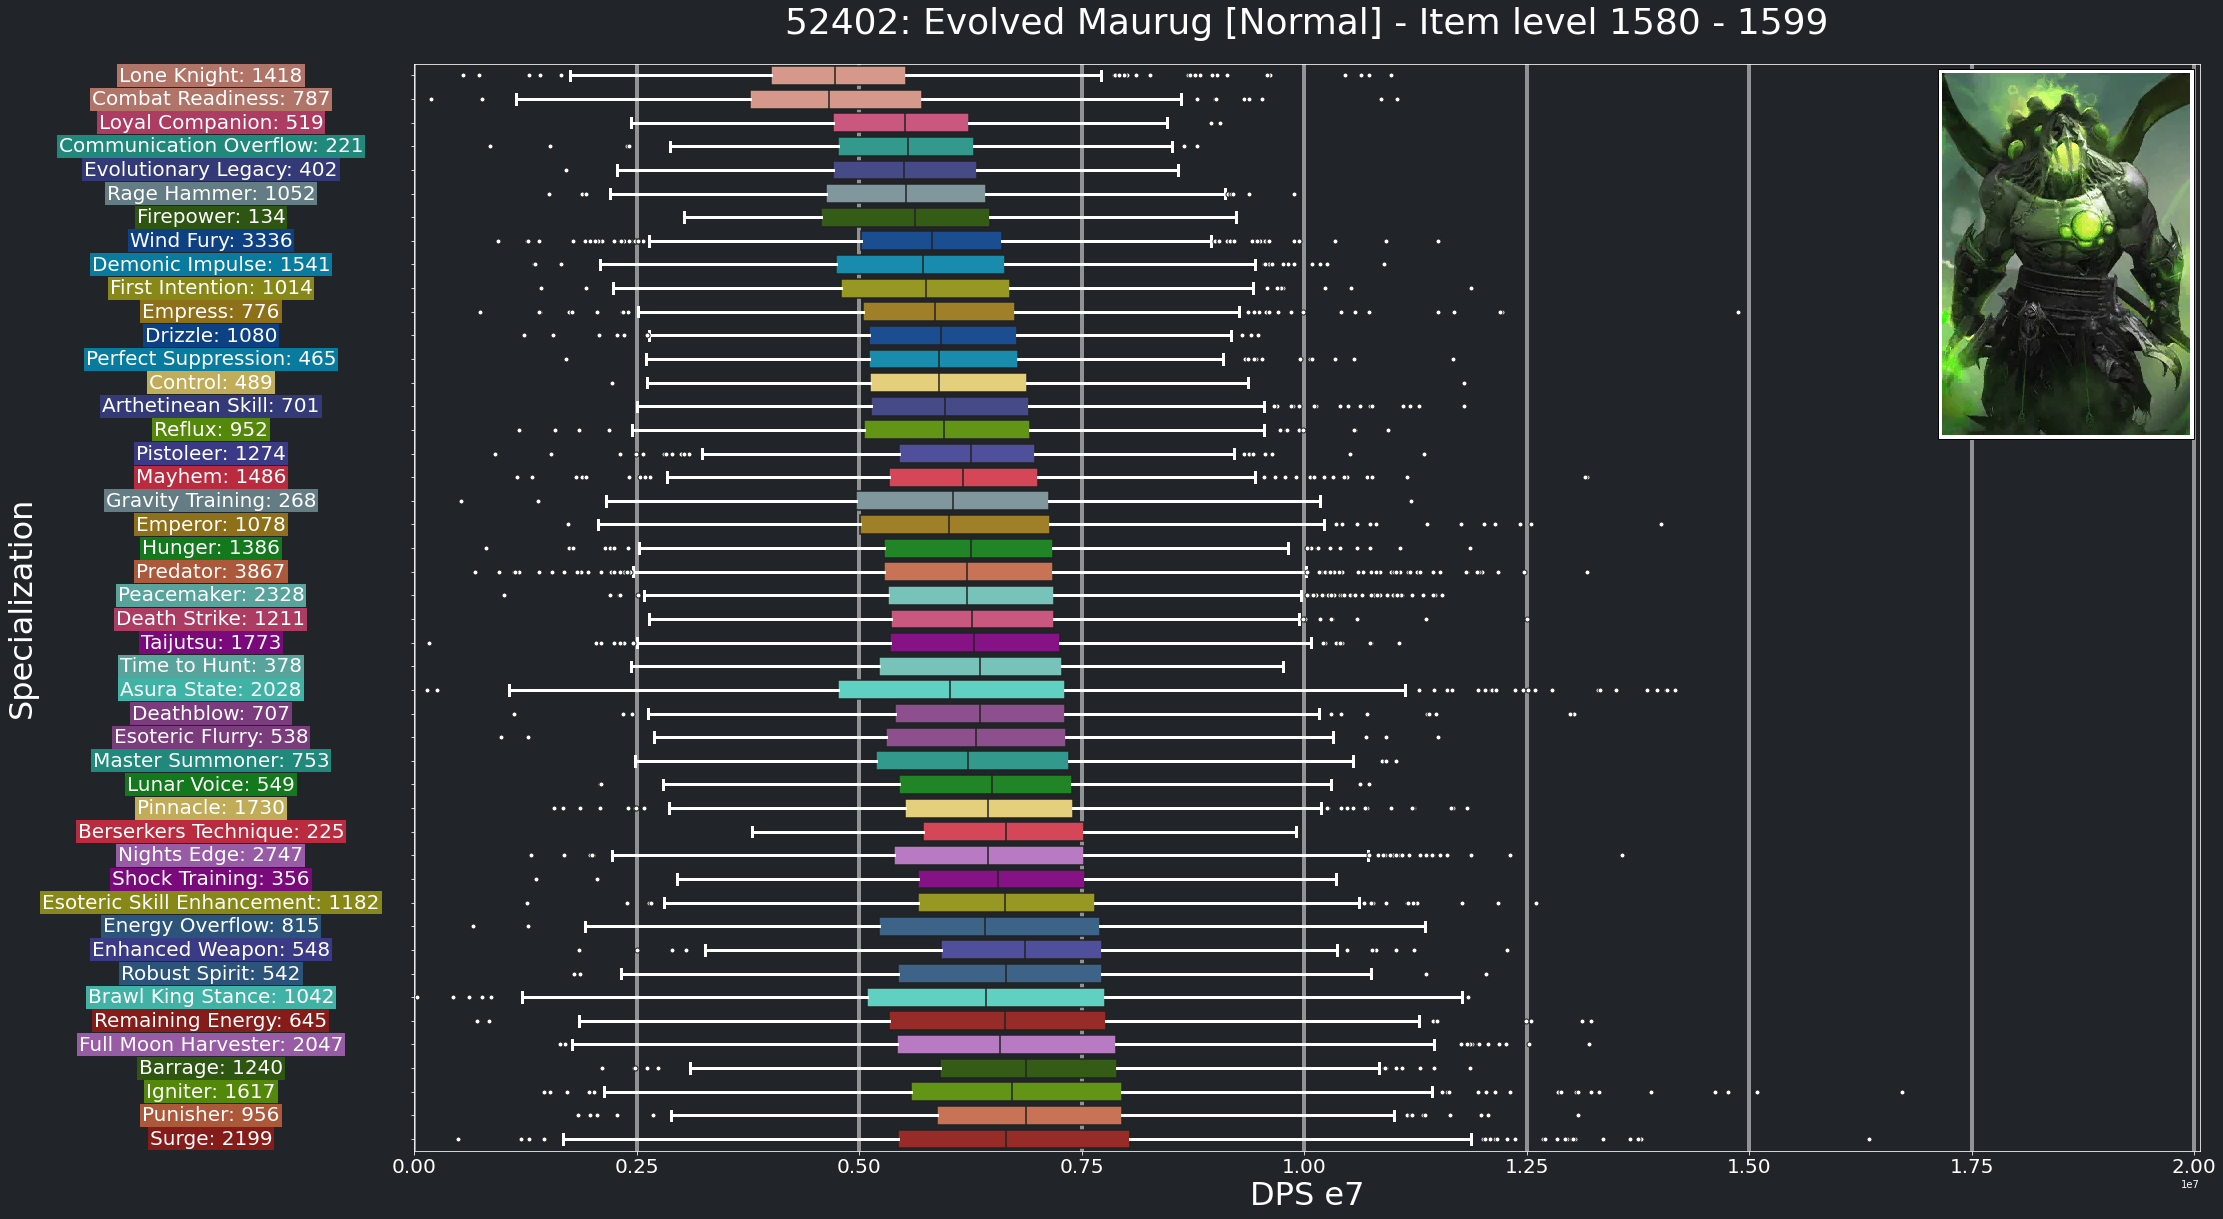 52402: Evolved Maurug [Normal] - Item level 1580 - 1599
Specialization
Lone Knight: 1418
Combat Readiness: 787
Loyal Companion: 519
Communication Overflow: 221
Evolutionary Legacy: 402
Rage Hammer: 1052
Firepower: 134
Wind Fury: 3336
Demonic Impulse: 1541
First Intention: 1014
Empress: 776
Drizzle: 1080
Perfect Suppression: 465
Control: 489
Arthetinean Skill: 701
Reflux: 952
Pistoleer: 1274
Mayhem: 1486
Gravity Training: 268
Emperor: 1078
Hunger: 1386
Predator: 3867
Peacemaker: 2328
Death Strike: 1211
Taijutsu: 1773
Time to Hunt: 378
Asura State: 2028
Deathblow: 707
Esoteric Flurry: 538
Master Summoner: 753
Lunar Voice: 549
Pinnacle: 1730
Berserkers Technique: 225
Nights Edge: 2747
Shock Training: 356
Esoteric Skill Enhancement: 1182
Energy Overflow: 815
Enhanced Weapon: 548
Robust Spirit: 542
Brawl King Stance: 1042
Remaining Energy: 645
Full Moon Harvester: 2047
Barrage: 1240
Igniter: 1617
Punisher: 956
Surge: 2199
0.00 0.25 0.50 0.75 1.00 1.25 1.50 1.75 2.00
1e7
DPS e7